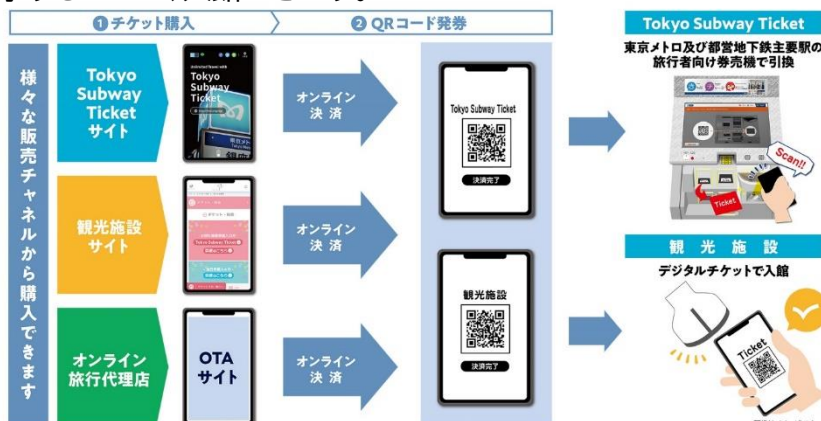 ❶チケット購入
❷QRコード発券
様々な販売チャネルから購入できます
Tokyo
Subway
Ticket
サイト
Tokyo
Subway
Ticket
オンライン
決済
観光施設
サイト
Tokyo Subway Ticket
オンライン
決済
オンライン
旅行代理店
OTA
サイト
オンライン
決済
Tokyo Subway Ticket
決済完了
観光施設
決済完了
Tokyo Subway Ticket
東京メトロ及び都営地下鉄主要駅の
旅行者向け券売機で引換
Scan!!
Ticket
観光施設
デジタルチケットで入館
Ticket